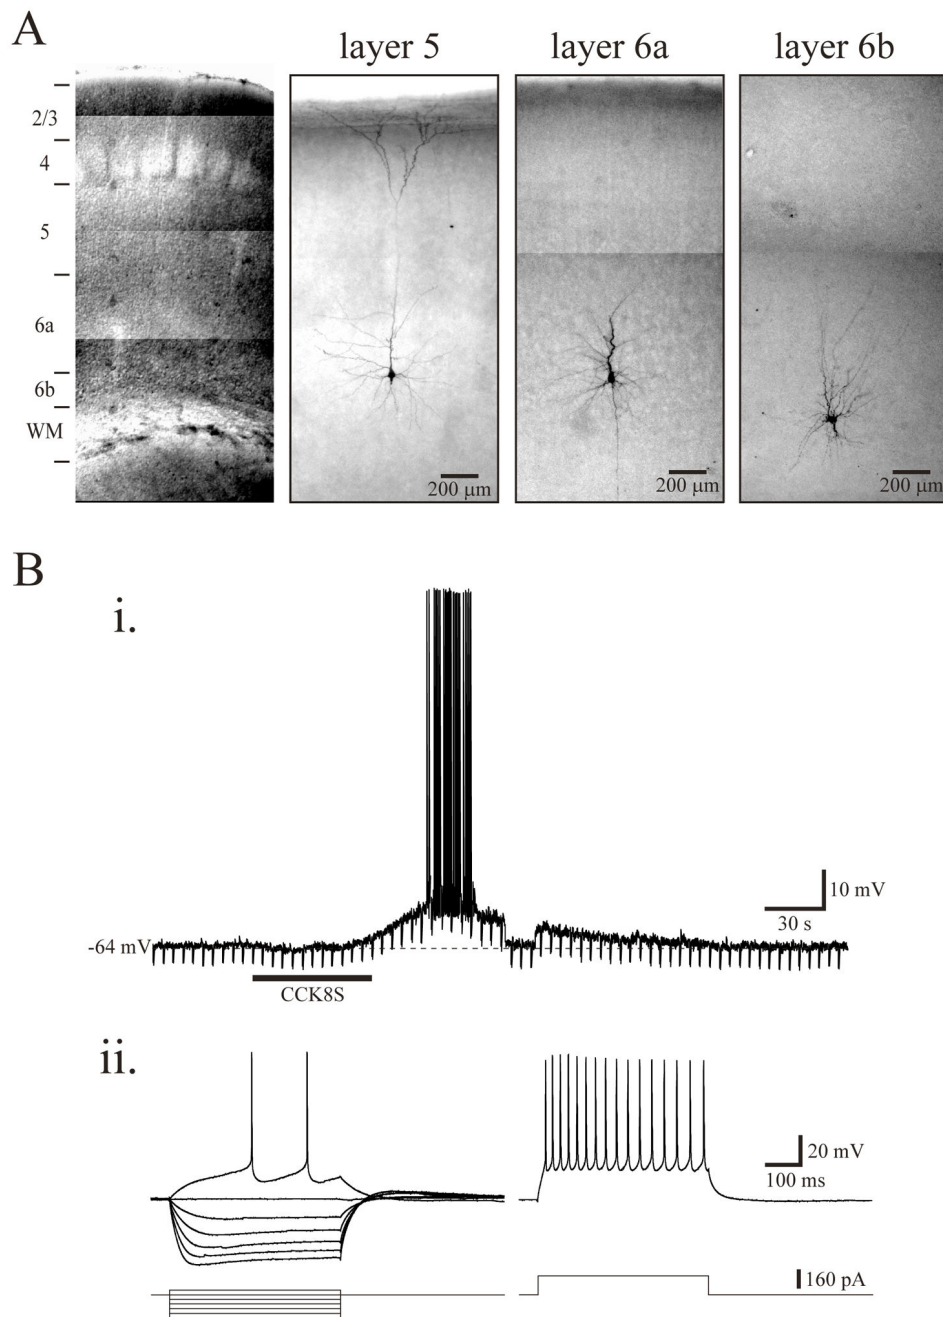 A
layer 5
layer 6a
layer 6b
2/3
4
5
6a
6b
WM
200 μm
200 μm
200 μm
B
i.
10 mV
30 s
-64 mV
CCK8S
ii.
20 mV
100 ms
160 pA